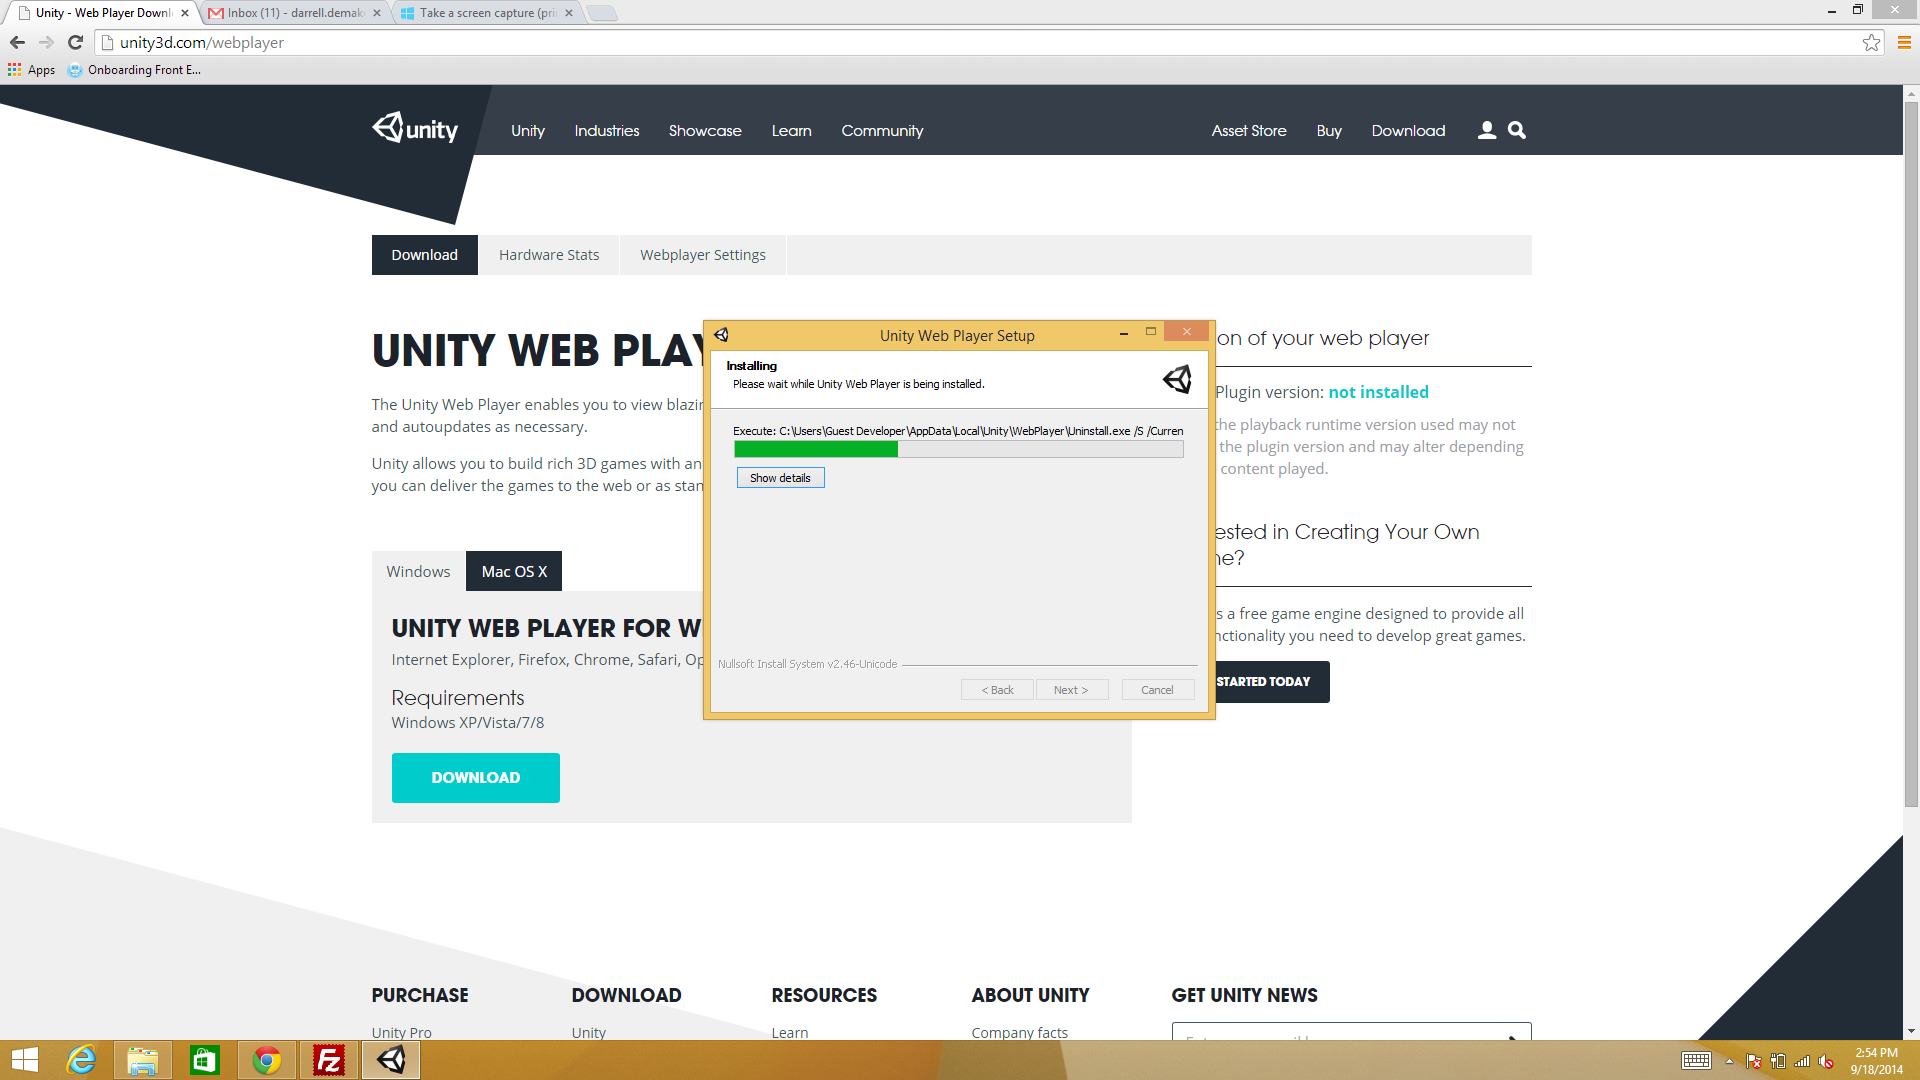 Unity - Web Player Downl
Inbox (11) - darrell.demak
Take a screen capture (pri
unity3d.com/webplayer
Apps
Onboarding Front E...
unity
Unity
Industries
Showcase
Learn
Community
Asset Store
Buy
Download
Download
Hardware Stats
Webplayer Settings
UNITY WEB PLAY
The Unity Web Player enables you to view blazin
and autoupdates as necessary.
Unity allows you to build rich 3D games with an
you can deliver the games to the web or as stan
Windows
Mac OS X
UNITY WEB PLAYER FOR W
Internet Explorer, Firefox, Chrome, Safari, Op
Requirements
Windows XP/Vista/7/8
DOWNLOAD
Unity Web Player Setup
Installing
Please wait while Unity Web Player is being installed.
Execute: C:\Users\Guest Developer\AppData\Local\Unity\WebPlayer\Uninstall.exe /S /Curren
Show details
Nullsoft Install System v2.46-Unicode
< Back
Next >
Cancel
on of your web player
Plugin version: not installed
the playback runtime version used may not
the plugin version and may alter depending
content played.
ested in Creating Your Own
ne?
s a free game engine designed to provide all
nctionality you need to develop great games.
STARTED TODAY
PURCHASE
Unity Pro
DOWNLOAD
Unity
RESOURCES
Learn
ABOUT UNITY
Company facts
GET UNITY NEWS
2:54 PM
9/18/2014